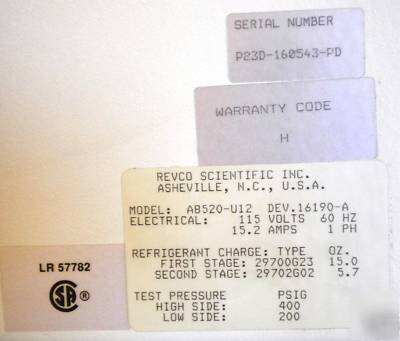 SERIAL NUMBER
P23D-160543-PD
WARRANTY CODE
H
REVCO SCIENTIFIC INC.
ASHEVILLE, N.C., U.S.A.
MODEL: A8520-U12 DEV.16190-A
ELECTRICAL: 115 VOLTS 60 HZ
15.2 AMPS 1 PH
REFRIGERANT CHARGE: TYPE OZ.
FIRST STAGE: 29700G23 15.0
SECOND STAGE: 29702G02 5.7
TEST PRESSURE PSIG
HIGH SIDE: 400
LOW SIDE: 200
LR 57782
SA ®